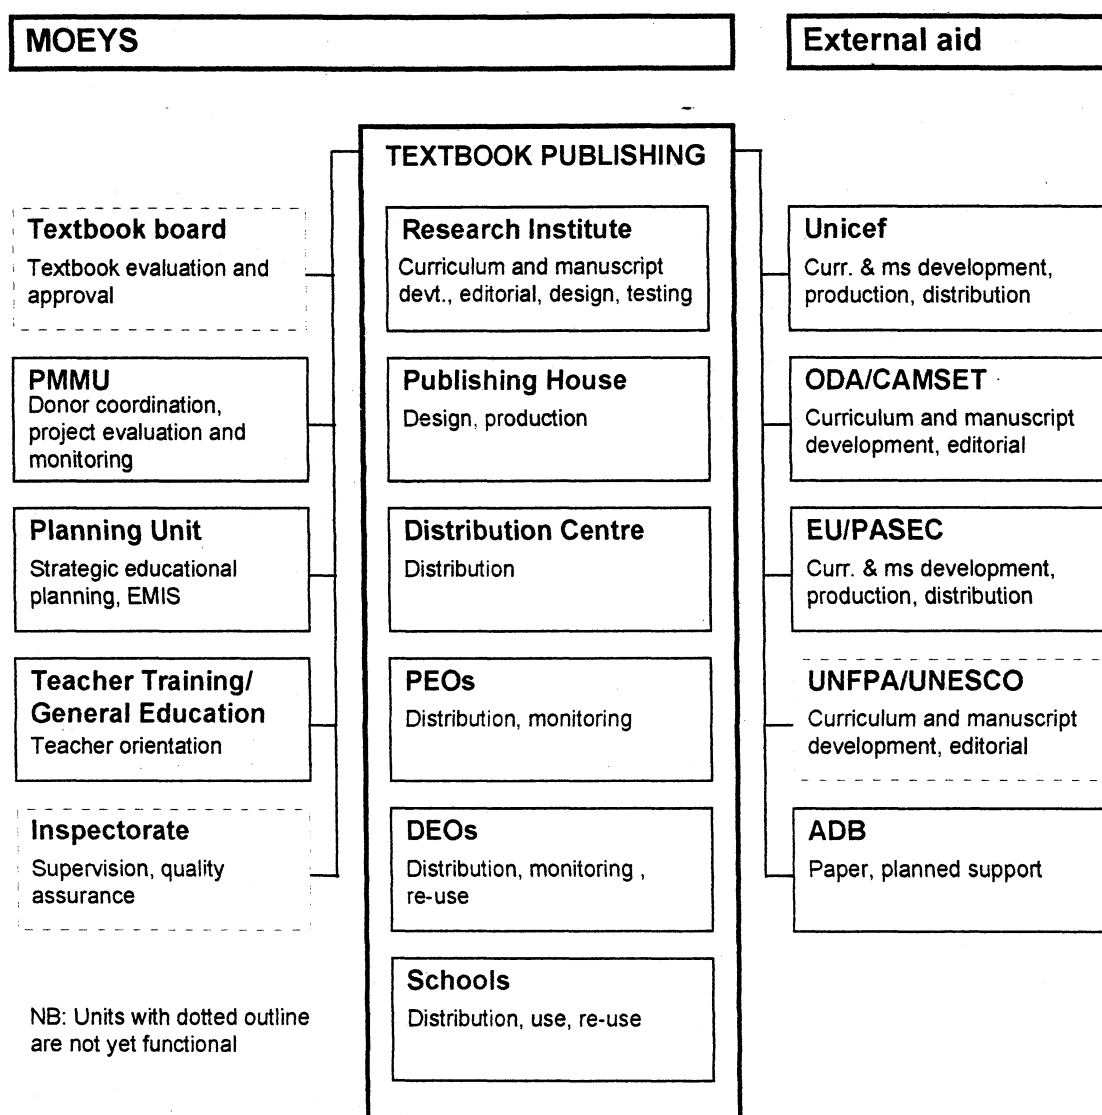 MOEYS
External aid
TEXTBOOK PUBLISHING
Textbook board
Textbook evaluation and
approval
PMMU
Donor coordination,
project evaluation and
monitoring
Planning Unit
Strategic educational
planning, EMIS
Teacher Training/
General Education
Teacher orientation
Inspectorate
Supervision, quality
assurance
NB: Units with dotted outline
are not yet functional
Research Institute
Curriculum and manuscript
devt., editorial, design, testing
Publishing House
Design, production
Distribution Centre
Distribution
PEOs
Distribution, monitoring
DEOs
Distribution, monitoring ,
re-use
Schools
Distribution, use, re-use
Unicef
Curr. & ms development,
production, distribution
ODA/CAMSET
Curriculum and manuscript
development, editorial
EU/PASEC
Curr. & ms development,
production, distribution
UNFPA/UNESCO
Curriculum and manuscript
development, editorial
ADB
Paper, planned support